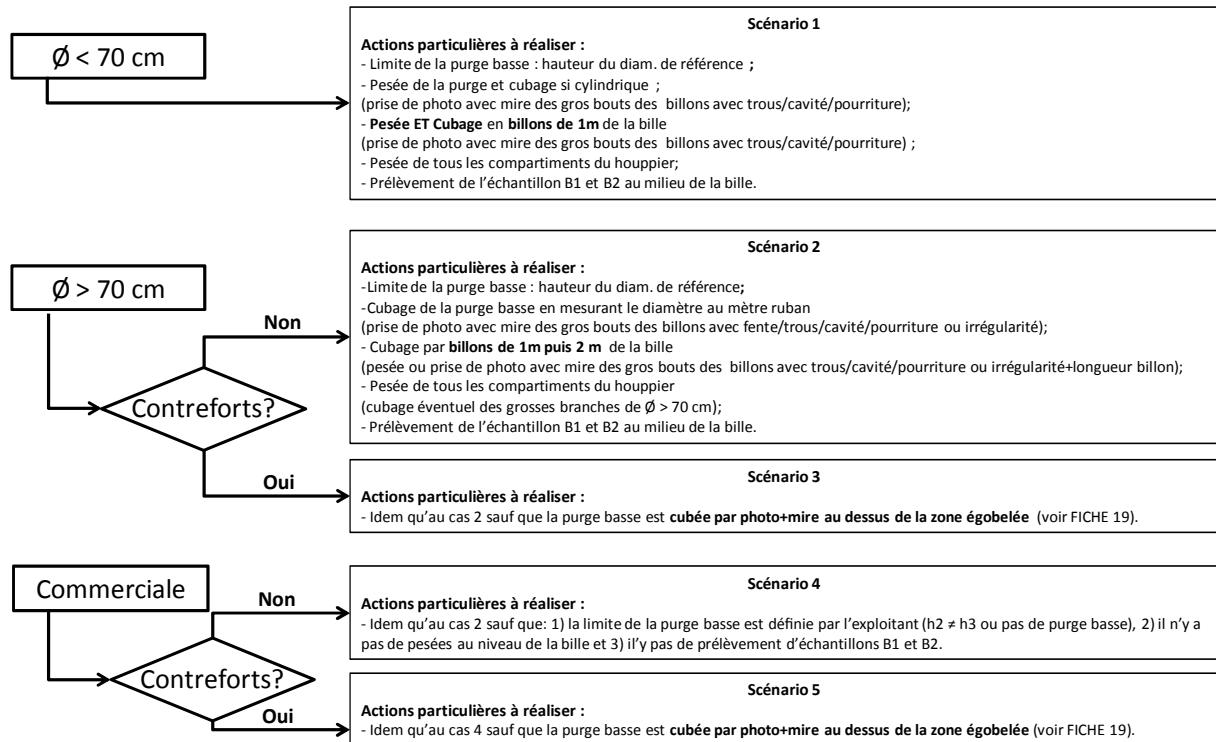 Ø < 70 cm
Scénario 1
Actions particulières à réaliser :
- Limite de la purge basse : hauteur du diam. de référence ;
- Pesée de la purge et cubage si cylindrique ;
(prise de photo avec mire des gros bouts des billons avec trous/cavité/pourriture);
- Pesée ET Cubage en billons de 1m de la bille
(prise de photo avec mire des gros bouts des billons avec trous/cavité/pourriture) ;
- Pesée de tous les compartiments du houppier;
- Prélèvement de l'échantillon B1 et B2 au milieu de la bille.
Ø > 70 cm
Contreforts?
Non
Scénario 2
Actions particulières à réaliser :
-Limite de la purge basse : hauteur du diam. de référence;
-Cubage de la purge basse en mesurant le diamètre au mètre ruban
(prise de photo avec mire des gros bouts des billons avec fente/trous/cavité/pourriture ou irrégularité);
- Cubage par billons de 1m puis 2 m de la bille
(pesée ou prise de photo avec mire des gros bouts des billons avec trous/cavité/pourriture ou irrégularité+longueur billon);
- Pesée de tous les compartiments du houppier
(cubage éventuel des grosses branches de Ø > 70 cm);
- Prélèvement de l'échantillon B1 et B2 au milieu de la bille.
Oui
Scénario 3
Actions particulières à réaliser :
- Idem qu'au cas 2 sauf que la purge basse est cubée par photo+mire au dessus de la zone égobelée (voir FICHE 19).
Commerciale
Contreforts?
Non
Scénario 4
Actions particulières à réaliser :
- Idem qu'au cas 2 sauf que: 1) la limite de la purge basse est définie par l'exploitant (h2 ≠ h3 ou pas de purge basse), 2) il n'y a
pas de pesées au niveau de la bille et 3) il'y pas de prélèvement d'échantillons B1 et B2.
Oui
Scénario 5
Actions particulières à réaliser :
- Idem qu'au cas 4 sauf que la purge basse est cubée par photo+mire au dessus de la zone égobelée (voir FICHE 19).